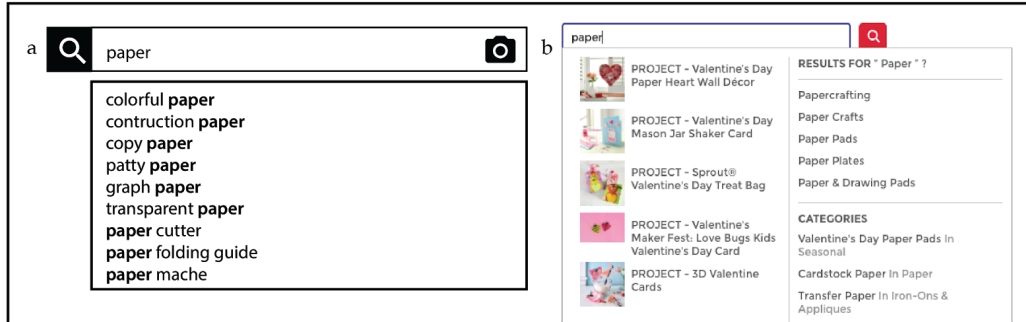 a
paper
colorful paper
contruction paper
copy paper
patty paper
graph paper
transparent paper
paper cutter
paper folding guide
paper mache
b
paper
PROJECT - Valentine's Day
Paper Heart Wall Décor
PROJECT - Valentine's Day
Mason Jar Shaker Card
PROJECT - Sprout®
Valentine's Day Treat Bag
PROJECT - Valentine's
Maker Fest: Love Bugs Kids
Valentine's Day Card
PROJECT - 3D Valentine
Cards
RESULTS FOR " Paper " ?
Papercrafting
Paper Crafts
Paper Pads
Paper Plates
Paper & Drawing Pads
CATEGORIES
Valentine's Day Paper Pads In
Seasonal
Cardstock Paper In Paper
Transfer Paper In Iron-Ons &
Appliques